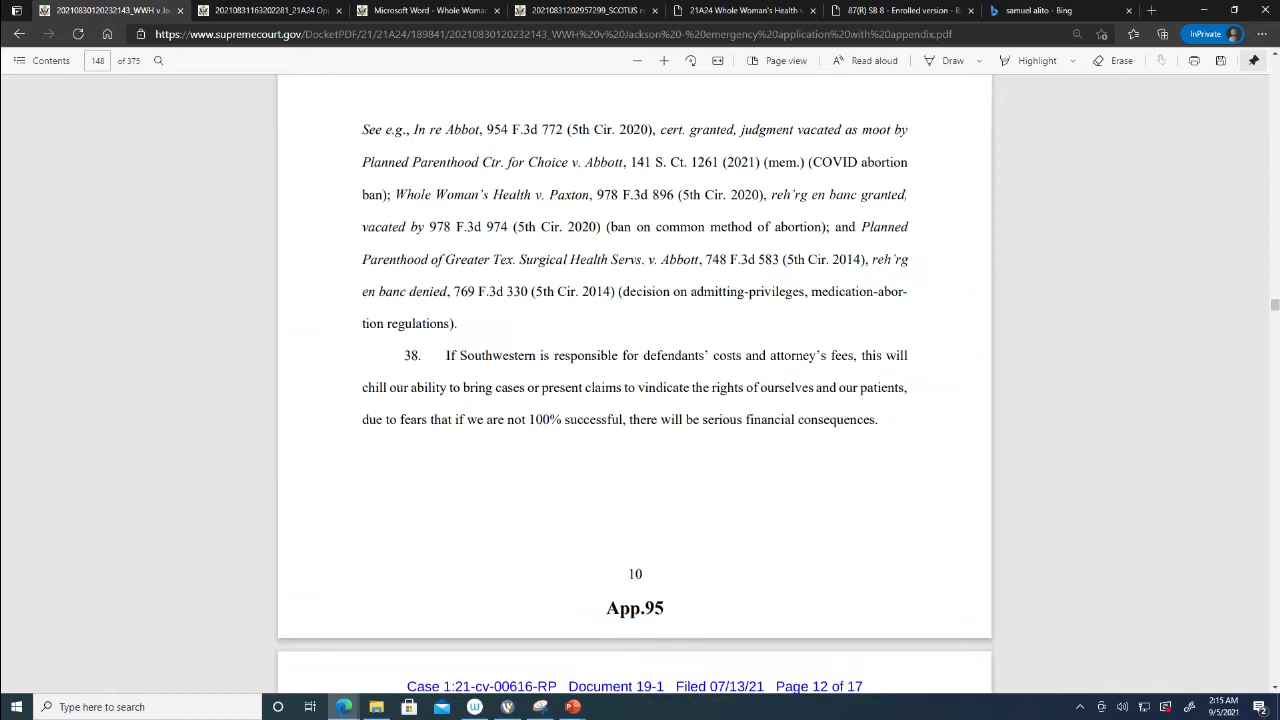 20210830120232143_WWH v Ja
20210831163202281_21A24 Opp
Microsoft Word - Whole Woman
20210831202957299_SCOTUS r
21A24 Whole Woman's Health v
87(R) SB 8 - Enrolled version - B
samuel alito - Bing
https://www.supremecourt.gov/DocketPDF/21/21A24/189841/20210830120232143_WWH%20v%20Jackson%20-%20emergency%20application%20with%20appendix.pdf
InPrivate
Contents 148 of 375 Page view Read aloud Draw Highlight Erase
See e.g., In re Abbot, 954 F.3d 772 (5th Cir. 2020), cert. granted, judgment vacated as moot by
Planned Parenthood Ctr. for Choice v. Abbott, 141 S. Ct. 1261 (2021) (mem.) (COVID abortion
ban); Whole Woman’s Health v. Paxton, 978 F.3d 896 (5th Cir. 2020), reh’rg en banc granted,
vacated by 978 F.3d 974 (5th Cir. 2020) (ban on common method of abortion); and Planned
Parenthood of Greater Tex. Surgical Health Servs. v. Abbott, 748 F.3d 583 (5th Cir. 2014), reh’rg
en banc denied, 769 F.3d 330 (5th Cir. 2014) (decision on admitting-privileges, medication-abor-
tion regulations).
38. If Southwestern is responsible for defendants’ costs and attorney’s fees, this will
chill our ability to bring cases or present claims to vindicate the rights of ourselves and our patients,
due to fears that if we are not 100% successful, there will be serious financial consequences.
10
App.95
Case 1:21-cv-00616-RP Document 19-1 Filed 07/13/21 Page 12 of 17
Type here to search
2:15 AM
9/5/2021
2